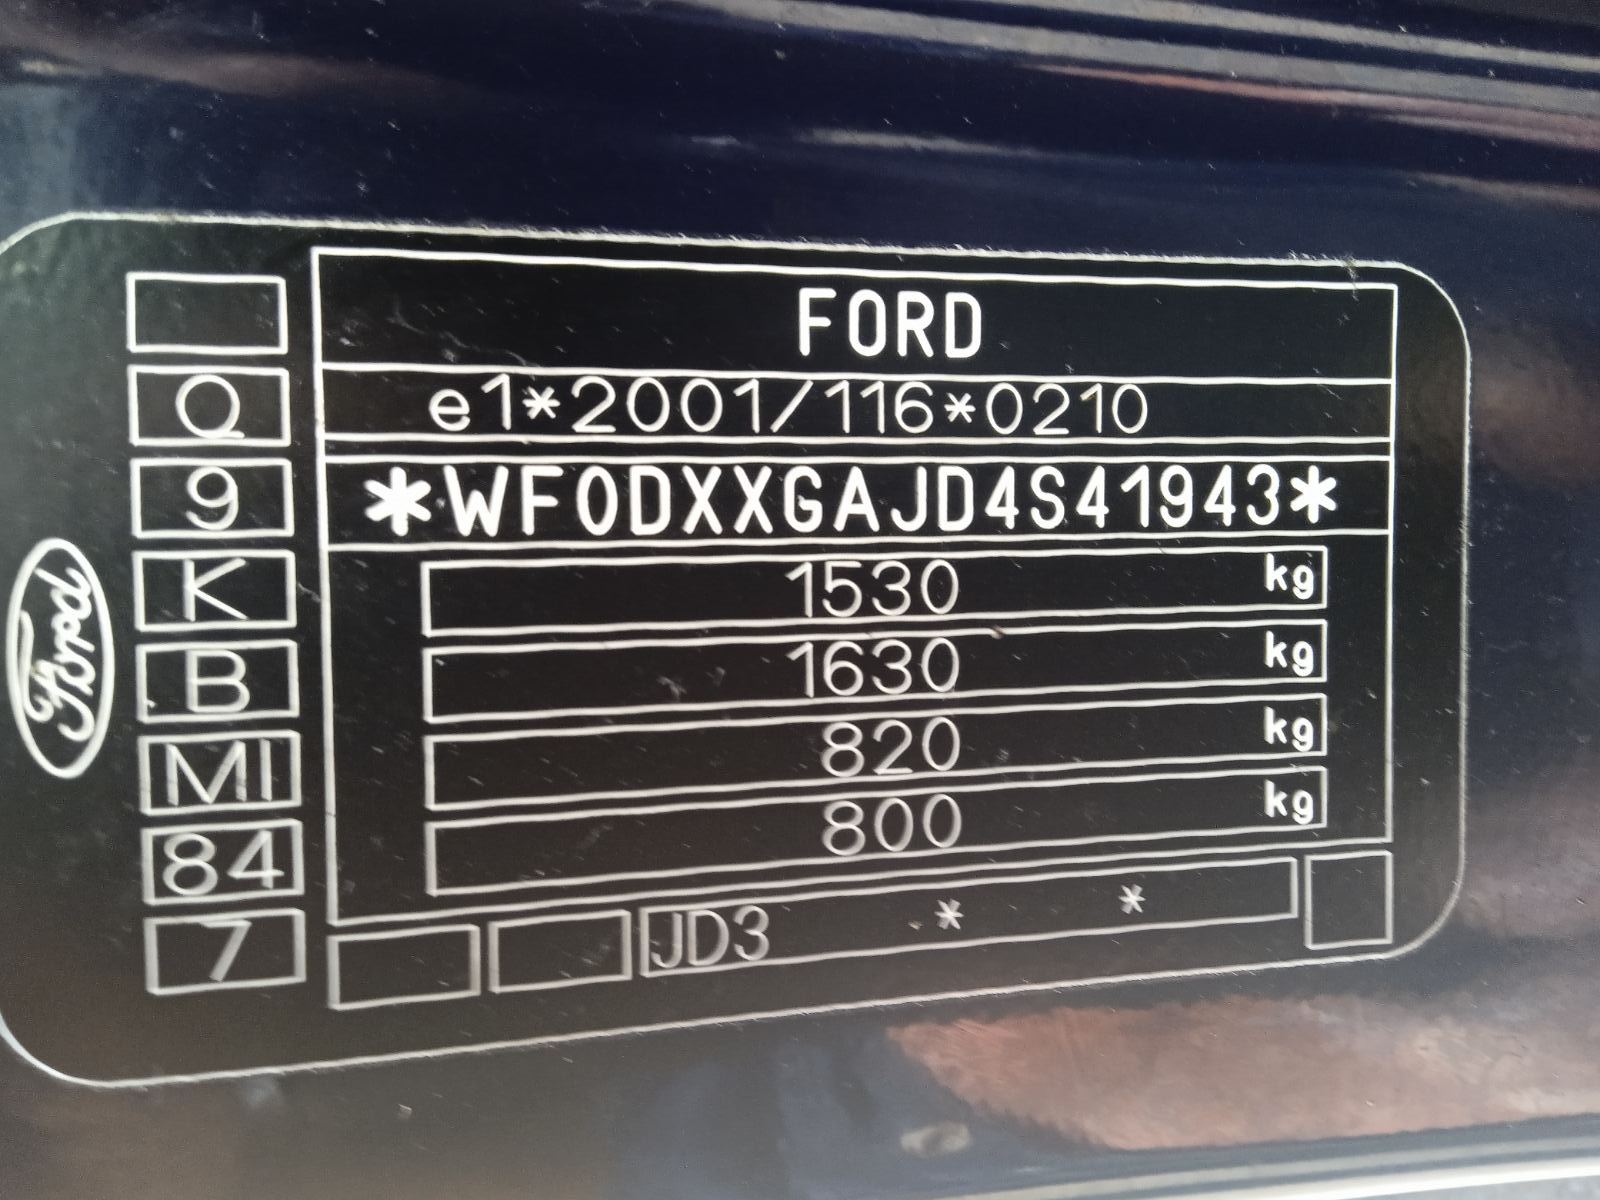 FORD
e1*2001/116*0210
*WF0DXXGAJD4S41943*
1530 kg
1630 kg
820 kg
800 kg
JD3 * *
Q
9
K
B
MI
84
7
Ford